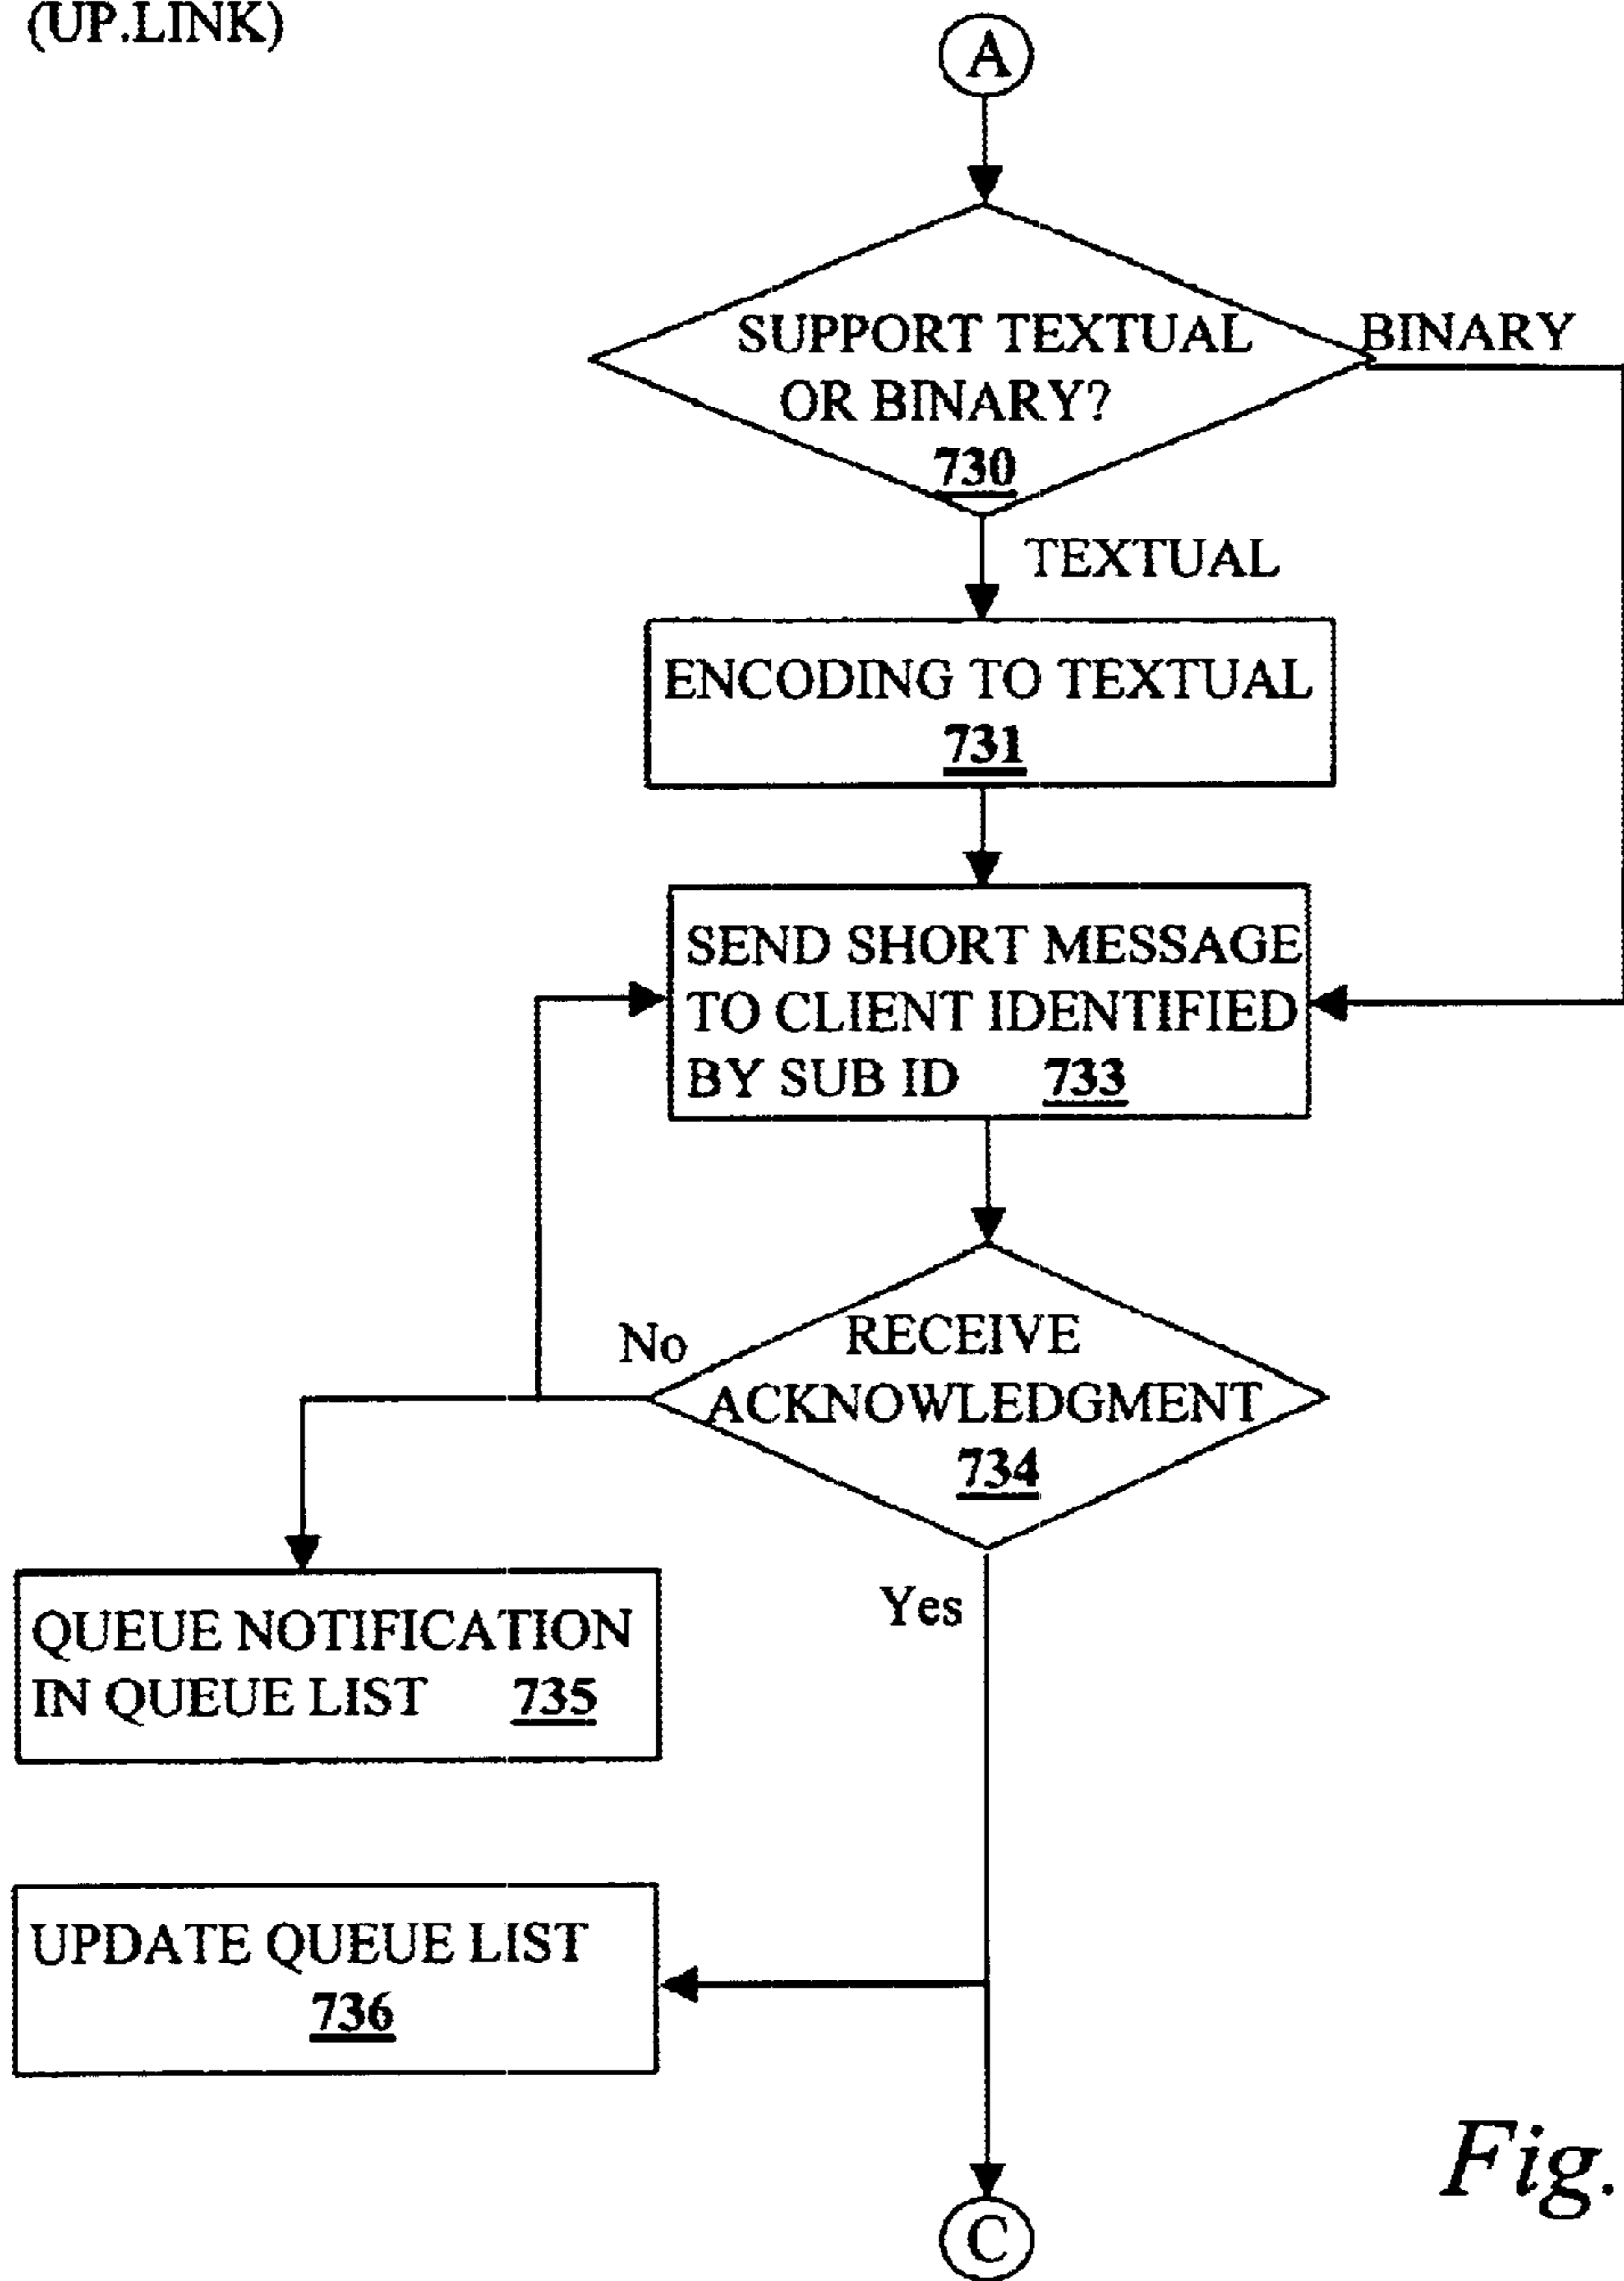 (UP.LINK)
A
SUPPORT TEXTUAL
OR BINARY?
730
BINARY
TEXTUAL
ENCODING TO TEXTUAL
731
SEND SHORT MESSAGE
TO CLIENT IDENTIFIED
BY SUB ID 733
No
RECEIVE
ACKNOWLEDGMENT
734
Yes
QUEUE NOTIFICATION
IN QUEUE LIST 735
UPDATE QUEUE LIST
736
Fig.
C